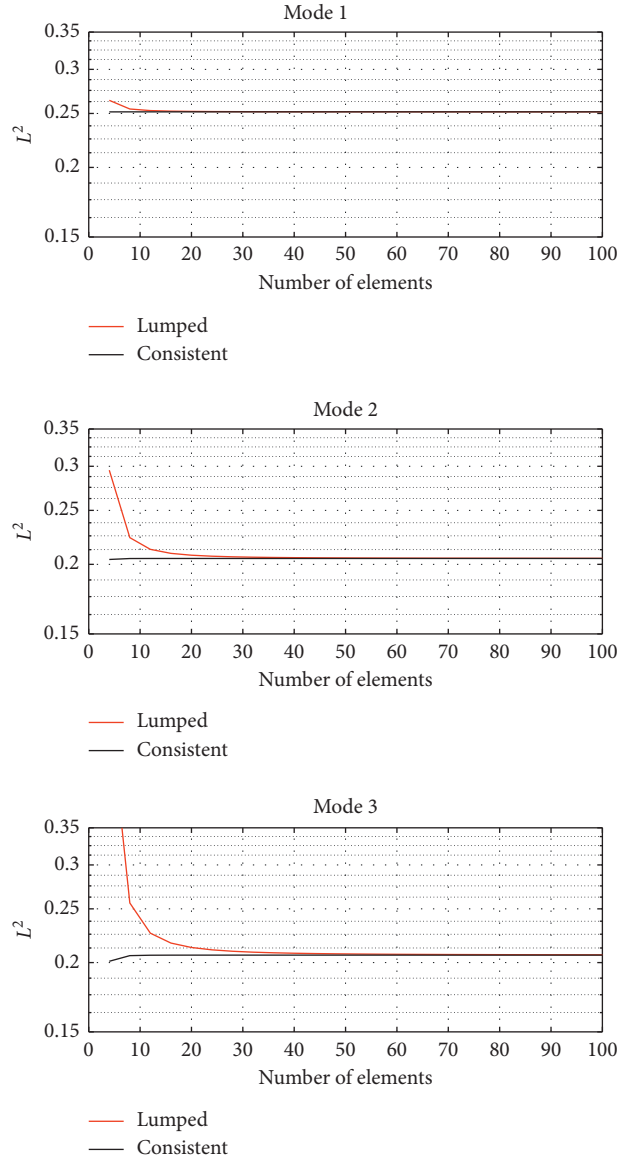 Mode 1
0.35
0.3
0.25
0.2
0.15
L²
0 10 20 30 40 50 60 70 80 90 100
Number of elements
Lumped
Consistent
Mode 2
0.35
0.3
0.25
0.2
0.15
L²
0 10 20 30 40 50 60 70 80 90 100
Number of elements
Lumped
Consistent
Mode 3
0.35
0.3
0.25
0.2
0.15
L²
0 10 20 30 40 50 60 70 80 90 100
Number of elements
Lumped
Consistent